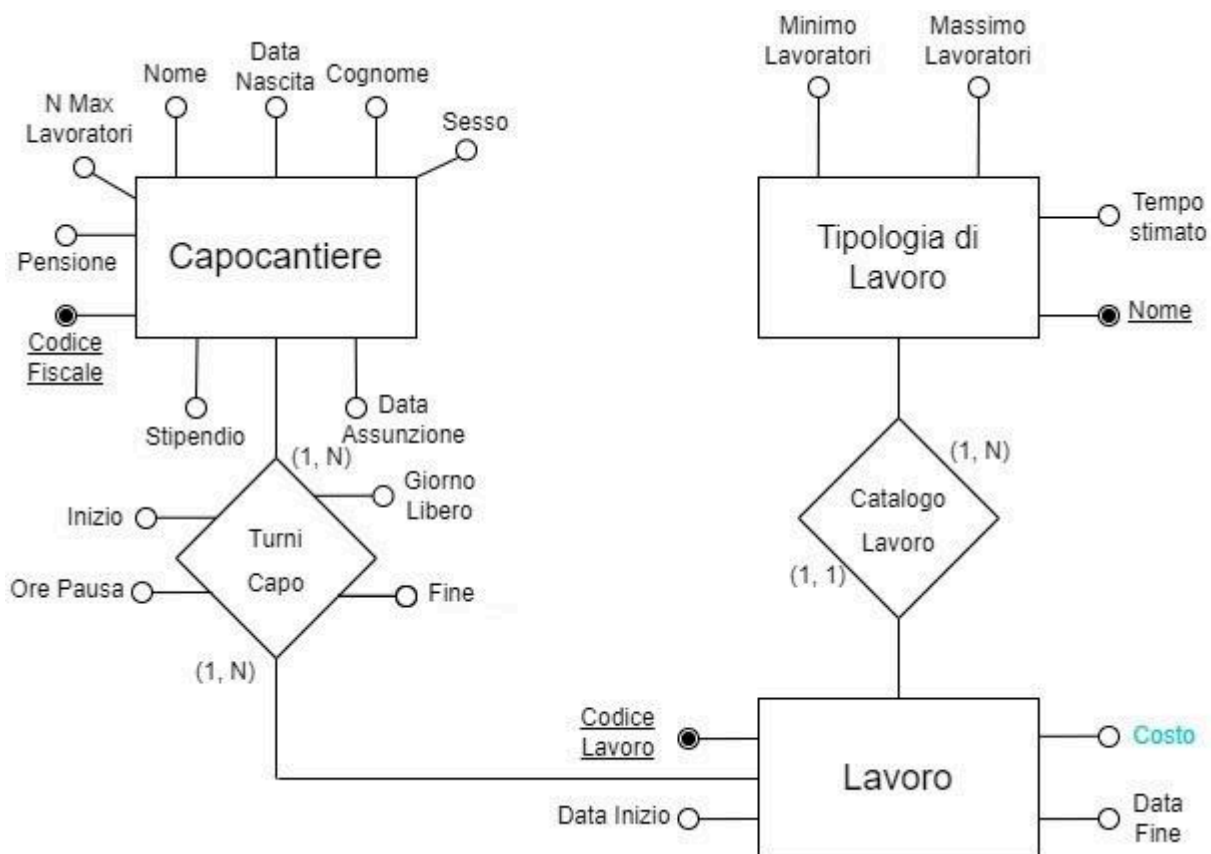 Minimo
Lavoratori
Massimo
Lavoratori
Data
Nascita
Nome
Cognome
N Max
Lavoratori
Sesso
Pensione
Capocantiere
Tipologia di
Lavoro
Tempo
stimato
Nome
Codice
Fiscale
Stipendio
Data
Assunzione
(1, N)
Giorno
Libero
Inizio
Turni
Capo
Ore Pausa
Fine
(1, N)
(1, N)
Catalogo
Lavoro
(1, 1)
Codice
Lavoro
Costo
Lavoro
Data Inizio
Data
Fine